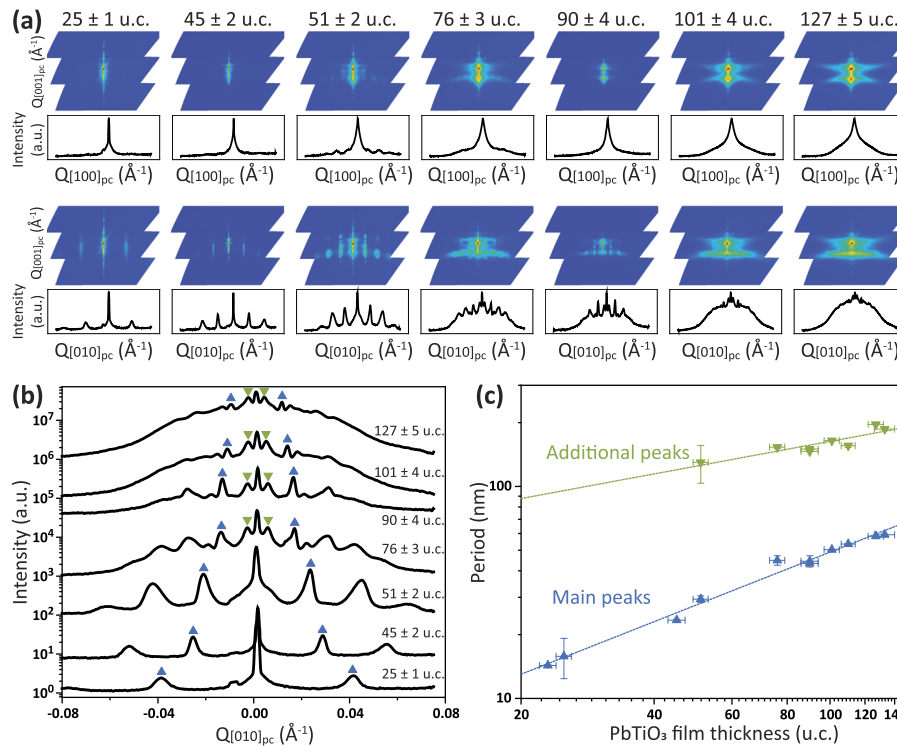 (a) 25 ± 1 u.c. 45 ± 2 u.c. 51 ± 2 u.c. 76 ± 3 u.c. 90 ± 4 u.c. 101 ± 4 u.c. 127 ± 5 u.c.
Q[001]pc (Å⁻¹)
Intensity
(a.u.)
Q[100]pc (Å⁻¹) Q[100]pc (Å⁻¹) Q[100]pc (Å⁻¹) Q[100]pc (Å⁻¹) Q[100]pc (Å⁻¹) Q[100]pc (Å⁻¹) Q[100]pc (Å⁻¹)
Q[001]pc (Å⁻¹)
Intensity
(a.u.)
Q[010]pc (Å⁻¹) Q[010]pc (Å⁻¹) Q[010]pc (Å⁻¹) Q[010]pc (Å⁻¹) Q[010]pc (Å⁻¹) Q[010]pc (Å⁻¹) Q[010]pc (Å⁻¹)
(b)
Intensity (a.u.)
10⁷
10⁶
10⁵
10⁴
10³
10²
10¹
10⁰
127 ± 5 u.c.
101 ± 4 u.c.
90 ± 4 u.c.
76 ± 3 u.c.
51 ± 2 u.c.
45 ± 2 u.c.
25 ± 1 u.c.
-0.08 -0.04 0.00 0.04 0.08
Q[010]pc (Å⁻¹)
(c)
Period (nm)
100
10
Additional peaks
Main peaks
20 40 60 80 100 120 14
PbTiO₃ film thickness (u.c.)